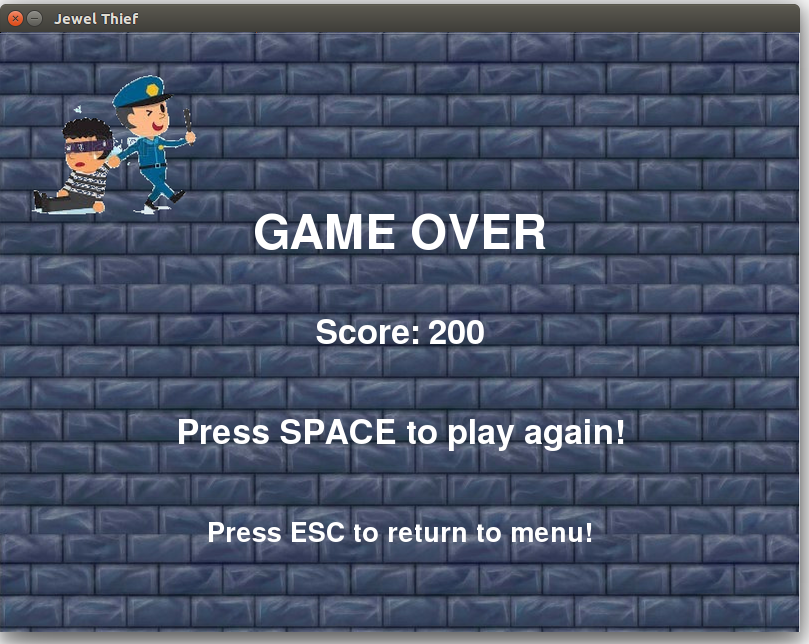 Jewel Thief
GAME OVER
Score: 200
Press SPACE to play again!
Press ESC to return to menu!